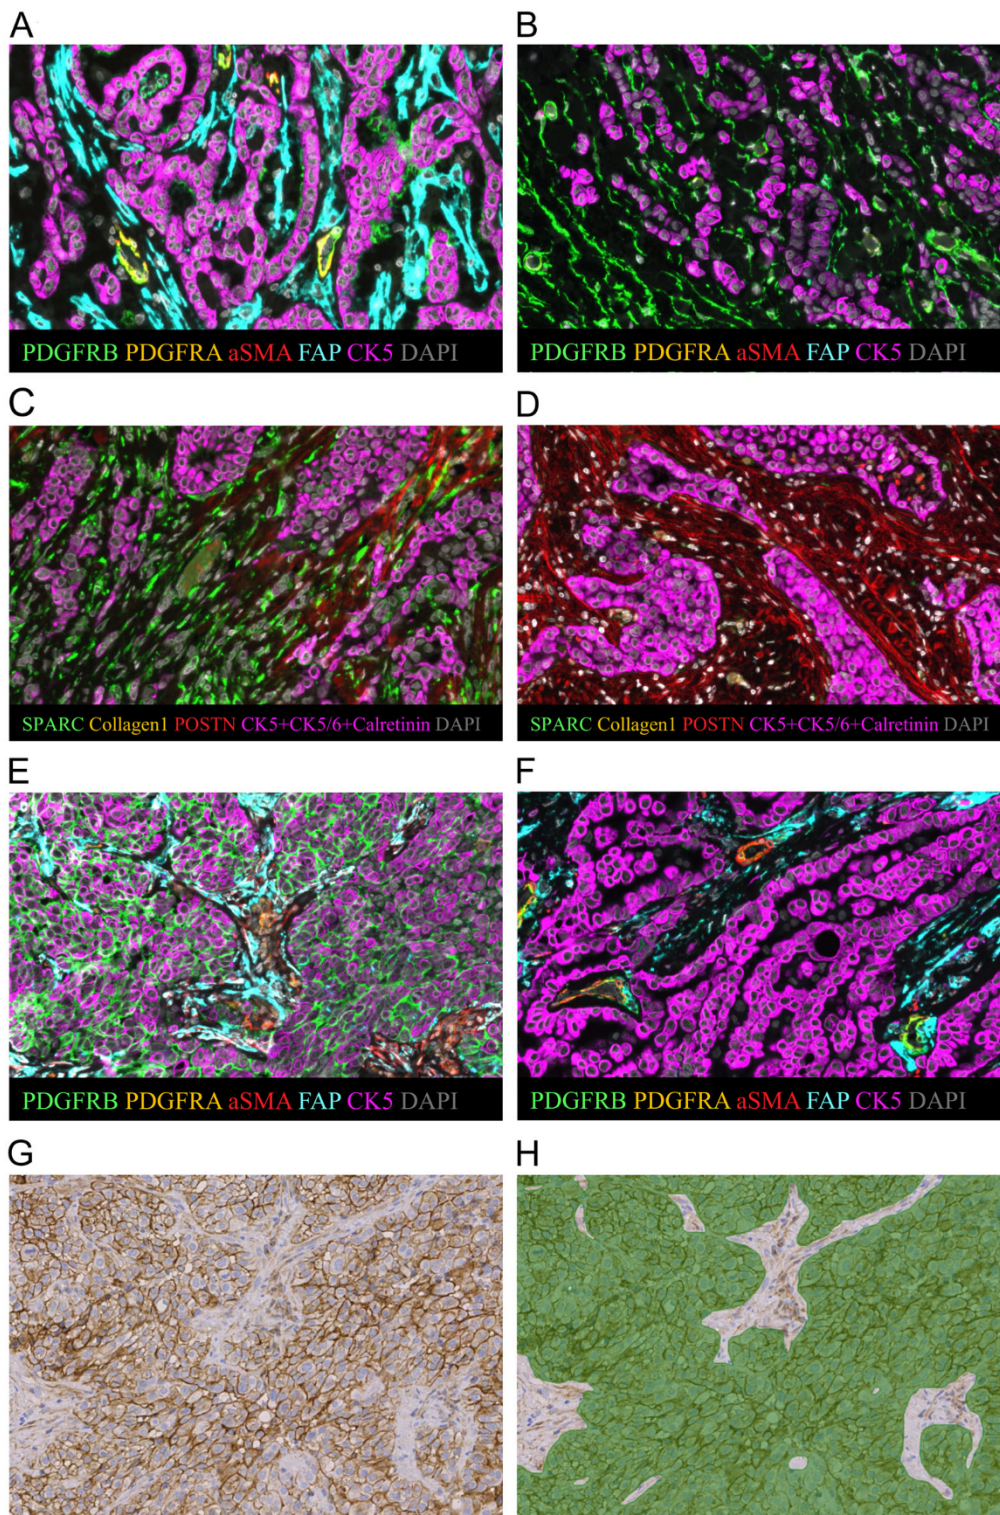 A
B
PDGFRB PDGFRA aSMA FAP CK5 DAPI
PDGFRB PDGFRA aSMA FAP CK5 DAPI
C
D
SPARC Collagen1 POSTN CK5+CK5/6+Calretinin DAPI
SPARC Collagen1 POSTN CK5+CK5/6+Calretinin DAPI
E
F
PDGFRB PDGFRA aSMA FAP CK5 DAPI
PDGFRB PDGFRA aSMA FAP CK5 DAPI
G
H